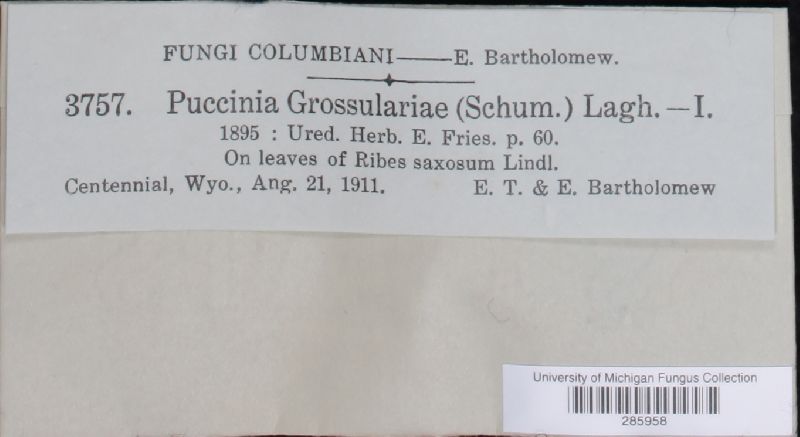 FUNGI COLUMBIANI——E. Bartholomew.
3757. Puccinia Grossulariae (Schum.) Lagh. —I.
1895 : Ured. Herb. E. Fries. p. 60.
On leaves of Ribes saxosum Lindl.
Centennial, Wyo., Ang. 21, 1911. E. T. & E. Bartholomew
University of Michigan Fungus Collection
285958